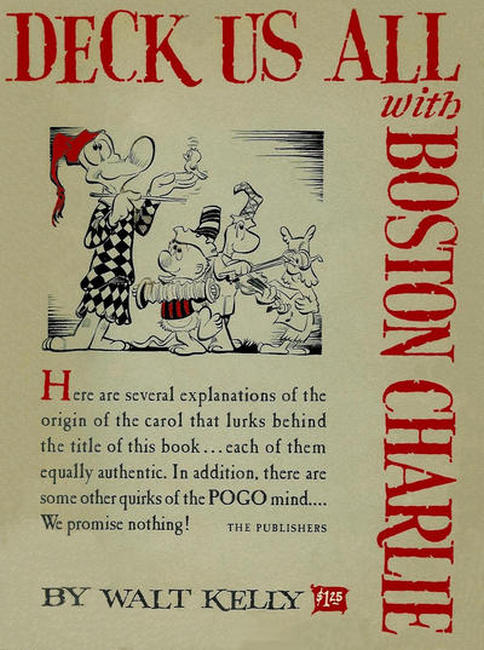 DECK US ALL
with
BOSTON CHARLIE
Here are several explanations of the
origin of the carol that lurks behind
the title of this book...each of them
equally authentic. In addition, there are
some other quirks of the POGO mind....
We promise nothing! THE PUBLISHERS
BY WALT KELLY $1.25